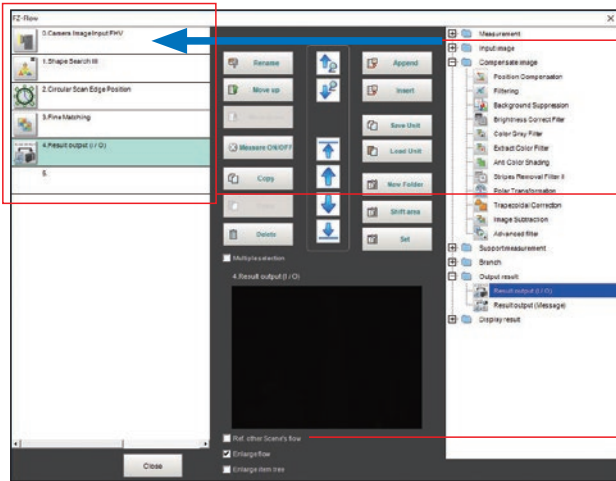 FZ-Flow
0.Camera Image Input FHV
1.Shape Search III
2.Circular Scan Edge Position
3.Fine Matching
4.Result output (I / O)
5.
Rename
Append
Move up
Insert
Save Unit
Measure ON/OFF
Load Unit
Copy
New Folder
Shift area
Delete
Set
Multiple selection
4.Result output (I / O)
Ref. other Scene's flow
Enlarge flow
Enlarge item tree
Close
Measurement
Input image
Compensate image
Position Compensation
Filtering
Background Suppression
Brightness Correct Filter
Color Gray Filter
Extract Color Filter
Anti Color Shading
Stripes Removal Filter II
Polar Transformation
Trapezoidal Correction
Image Subtraction
Advanced filter
Support measurement
Branch
Output result
Result output (I / O)
Result output (Message)
Display result